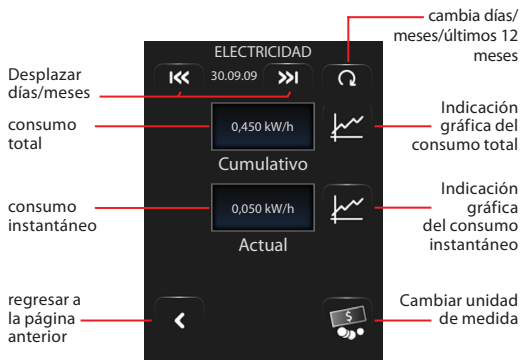 cambia días/
meses/últimos 12
meses
ELECTRICIDAD
30.09.09
Desplazar
días/meses
consumo
total
0,450 kW/h
Cumulativo
Indicación
gráfica del
consumo total
consumo
instantáneo
0,050 kW/h
Actual
Indicación
gráfica
del consumo
instantáneo
regresar a
la página
anterior
$
Cambiar unidad
de medida